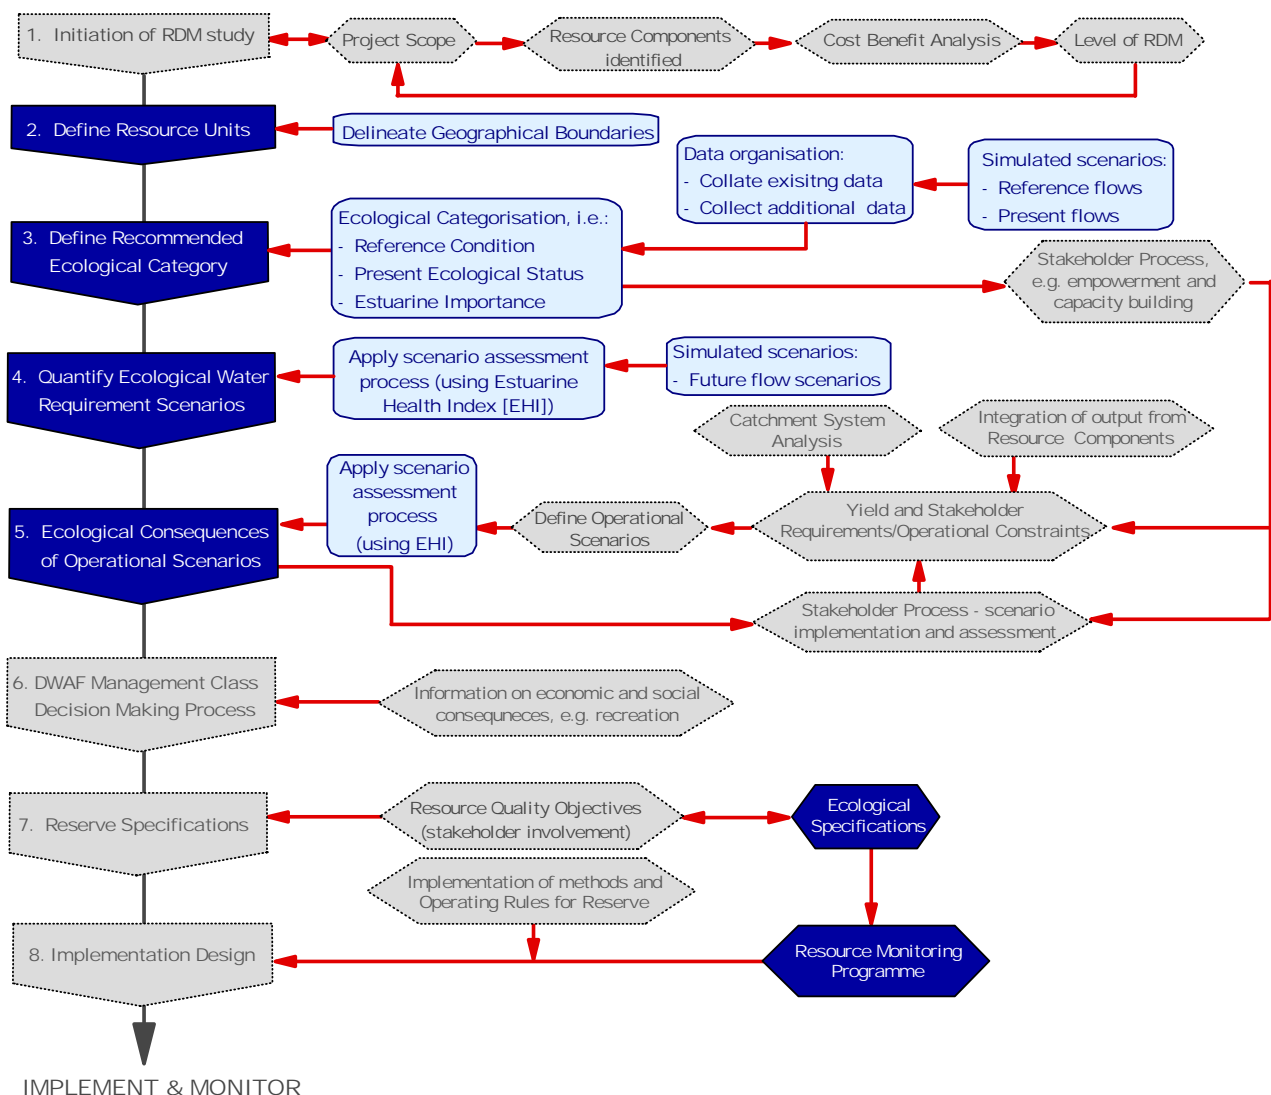 1. Initiation of RDM study
Project Scope
Resource Components
identified
Cost Benefit Analysis
Level of RDM
2. Define Resource Units
Delineate Geographical Boundaries
Data organisation:
- Collate exisitng data
- Collect additional data
Simulated scenarios:
- Reference flows
- Present flows
3. Define Recommended
Ecological Category
Ecological Categorisation, i.e.:
- Reference Condition
- Present Ecological Status
- Estuarine Importance
Stakeholder Process,
e.g. empowerment and
capacity building
4. Quantify Ecological Water
Requirement Scenarios
Apply scenario assessment
process (using Estuarine
Health Index [EHI])
Simulated scenarios:
- Future flow scenarios
Catchment System
Analysis
Integration of output from
Resource Components
5. Ecological Consequences
of Operational Scenarios
Apply scenario
assessment
process
(using EHI)
Define Operational
Scenarios
Yield and Stakeholder
Requirements/Operational Constraints
Stakeholder Process - scenario
implementation and assessment
6. DWAF Management Class
Decision Making Process
Information on economic and social
consequneces, e.g. recreation
7. Reserve Specifications
Resource Quality Objectives
(stakeholder involvement)
Ecological
Specifications
Implementation of methods and
Operating Rules for Reserve
8. Implementation Design
Resource Monitoring
Programme
IMPLEMENT & MONITOR